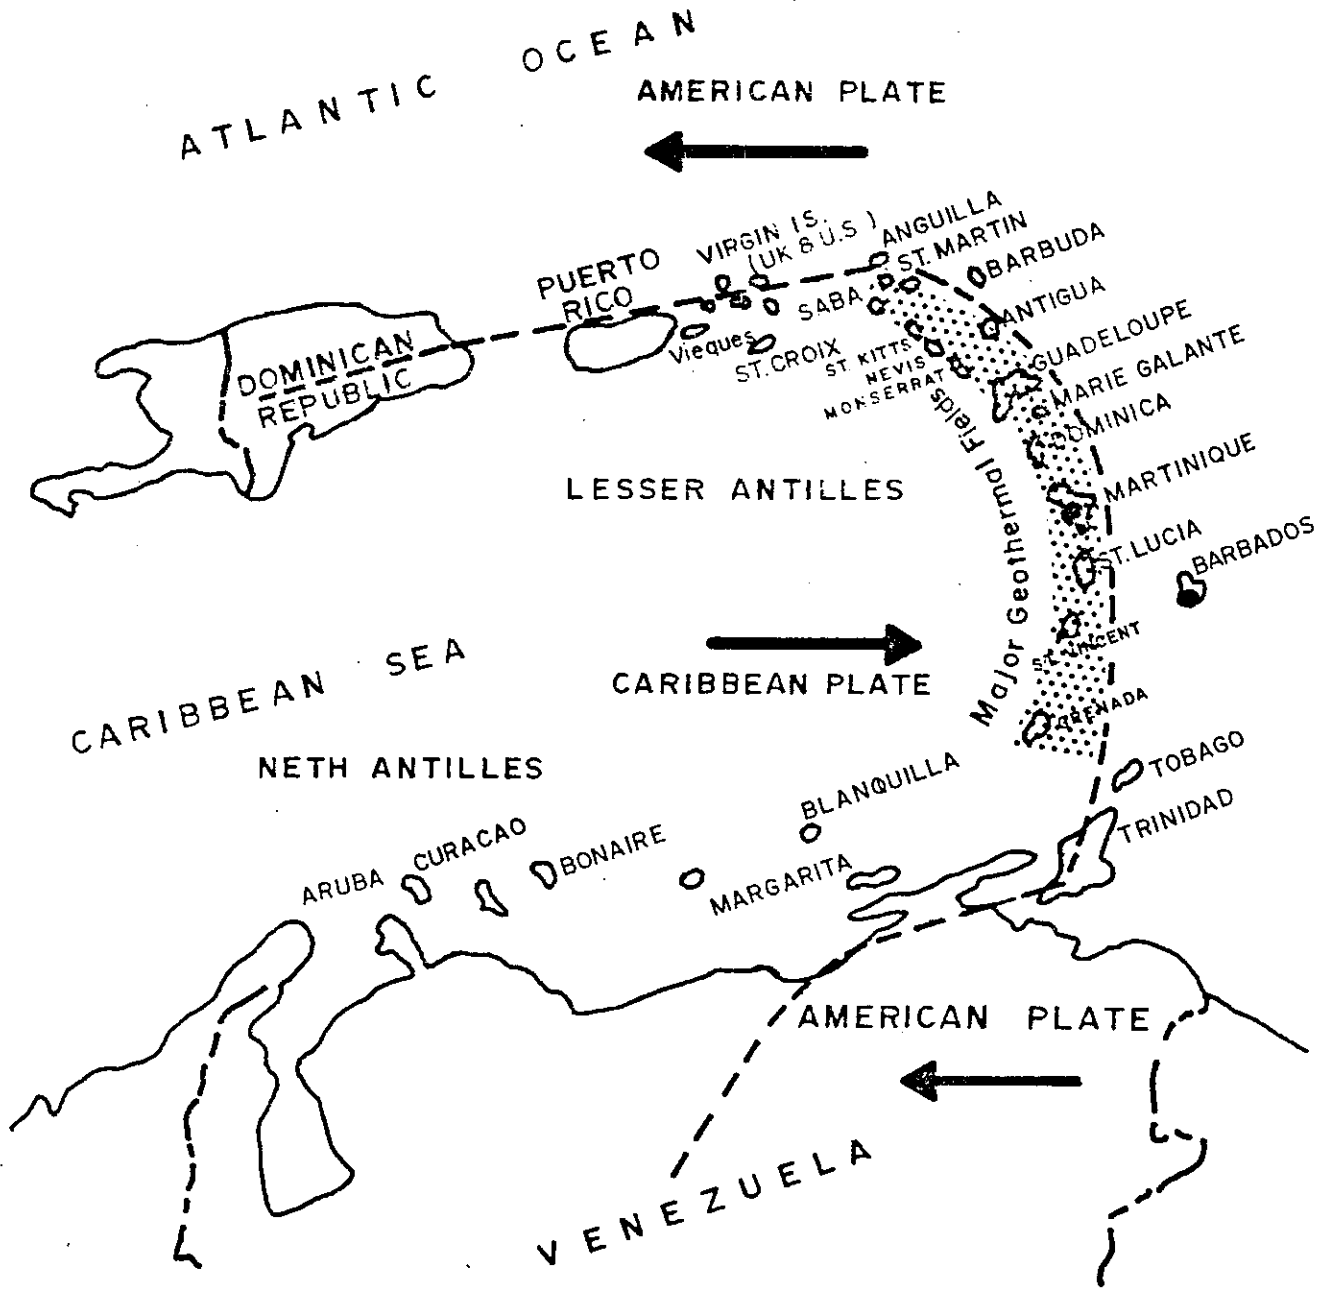 ATLANTIC OCEAN
AMERICAN PLATE
VIRGIN IS.
(UK & U.S)
ANGUILLA
ST. MARTIN
BARBUDA
PUERTO
RICO
SABA
ANTIGUA
Vieques
ST. CROIX
ST. KITTS
NEVIS
MONSERRAT
GUADELOUPE
MARIE GALANTE
DOMINICA
DOMINICAN
REPUBLIC
LESSER ANTILLES
Major Geothermal Fields
MARTINIQUE
ST. LUCIA
BARBADOS
ST. VINCENT
CARIBBEAN SEA
CARIBBEAN PLATE
GRENADA
NETH ANTILLES
TOBAGO
BLANQUILLA
TRINIDAD
ARUBA
CURACAO
BONAIRE
MARGARITA
AMERICAN PLATE
VENEZUELA